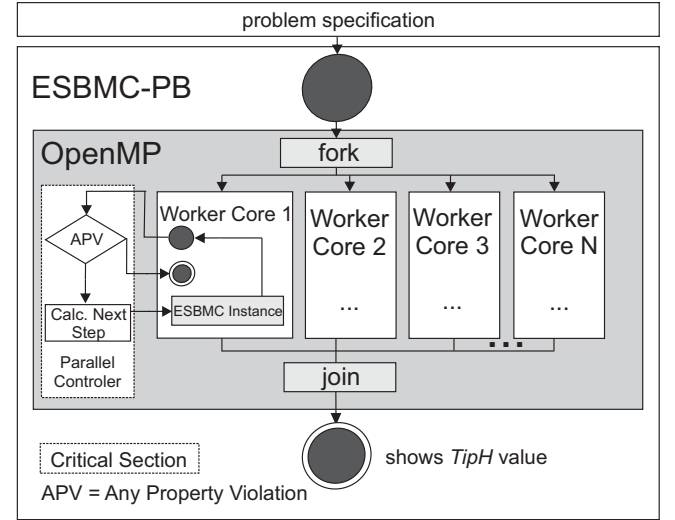 problem specification
ESBMC-PB
OpenMP
fork
Worker Core 1
Worker
Core 2
...
Worker
Core 3
...
Worker
Core N
...
APV
Calc. Next
Step
Parallel
Controler
ESBMC Instance
...
join
Critical Section
shows TipH value
APV = Any Property Violation